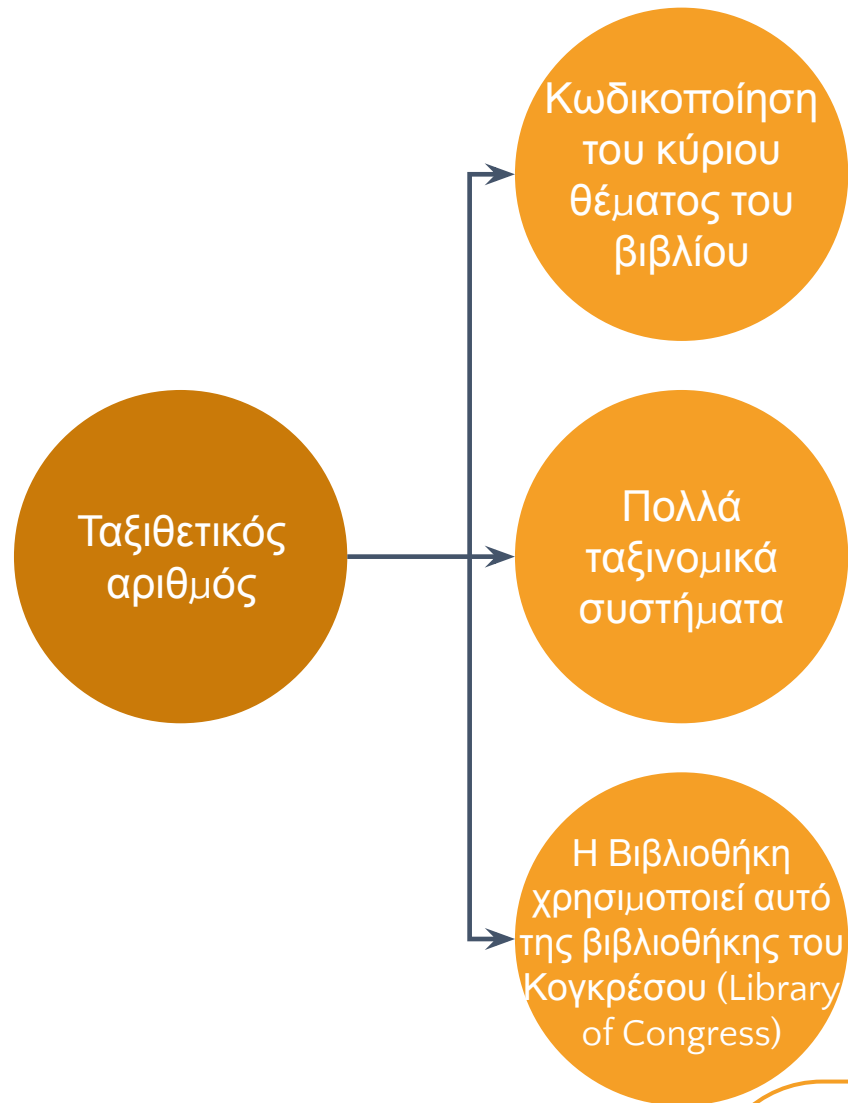 Κωδικοποίηση
του κύριου
θέματος του
βιβλίου
Ταξιθετικός
αριθμός
Πολλά
ταξινομικά
συστήματα
Η Βιβλιοθήκη
χρησιμοποιεί αυτό
της βιβλιοθήκης του
Κογκρέσου (Library
of Congress)